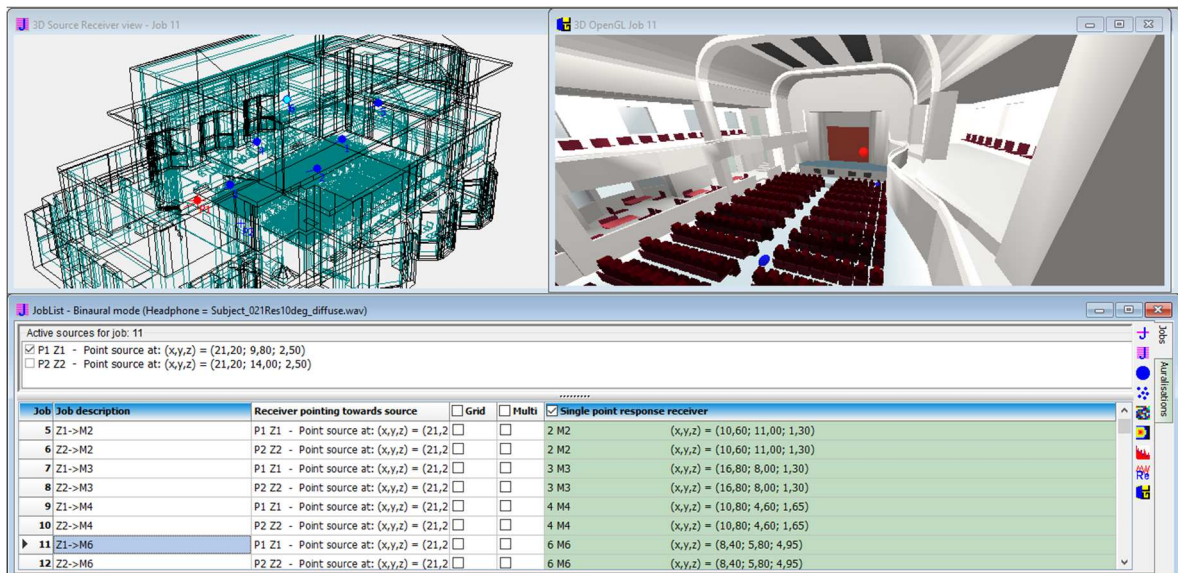 3D Source Receiver view - Job 11
3D OpenGL Job 11
JobList - Binaural mode (Headphone = Subject_021Res10deg_diffuse.wav)
Active sources for job: 11
P1 Z1 - Point source at: (x,y,z) = (21,20; 9,80; 2,50)
P2 Z2 - Point source at: (x,y,z) = (21,20; 14,00; 2,50)
Jobs
Auralisations
Job Job description Receiver pointing towards source Grid Multi Single point response receiver
5 Z1->M2 P1 Z1 - Point source at: (x,y,z) = (21,2 2 M2 (x,y,z) = (10,60; 11,00; 1,30)
6 Z2->M2 P2 Z2 - Point source at: (x,y,z) = (21,2 2 M2 (x,y,z) = (10,60; 11,00; 1,30)
7 Z1->M3 P1 Z1 - Point source at: (x,y,z) = (21,2 3 M3 (x,y,z) = (16,80; 8,00; 1,30)
8 Z2->M3 P2 Z2 - Point source at: (x,y,z) = (21,2 3 M3 (x,y,z) = (16,80; 8,00; 1,30)
9 Z1->M4 P1 Z1 - Point source at: (x,y,z) = (21,2 4 M4 (x,y,z) = (10,80; 4,60; 1,65)
10 Z2->M4 P2 Z2 - Point source at: (x,y,z) = (21,2 4 M4 (x,y,z) = (10,80; 4,60; 1,65)
11 Z1->M6 P1 Z1 - Point source at: (x,y,z) = (21,2 6 M6 (x,y,z) = (8,40; 5,80; 4,95)
12 Z2->M6 P2 Z2 - Point source at: (x,y,z) = (21,2 6 M6 (x,y,z) = (8,40; 5,80; 4,95)